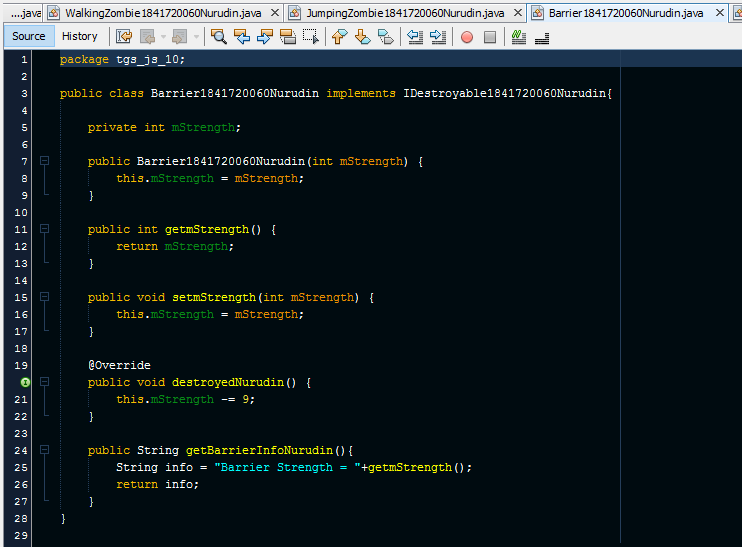 ....java WalkingZombie1841720060Nurudin.java JumpingZombie1841720060Nurudin.java Barrier1841720060Nurudin.java
Source History
1 package tgs_js_10;
2
3 public class Barrier1841720060Nurudin implements IDestroyable1841720060Nurudin{
4
5 private int mStrength;
6
7 public Barrier1841720060Nurudin(int mStrength) {
8 this.mStrength = mStrength;
9 }
10
11 public int getmStrength() {
12 return mStrength;
13 }
14
15 public void setmStrength(int mStrength) {
16 this.mStrength = mStrength;
17 }
18
19 @Override
public void destroyedNurudin() {
21 this.mStrength -= 9;
22 }
23
24 public String getBarrierInfoNurudin(){
25 String info = "Barrier Strength = "+getmStrength();
26 return info;
27 }
28 }
29